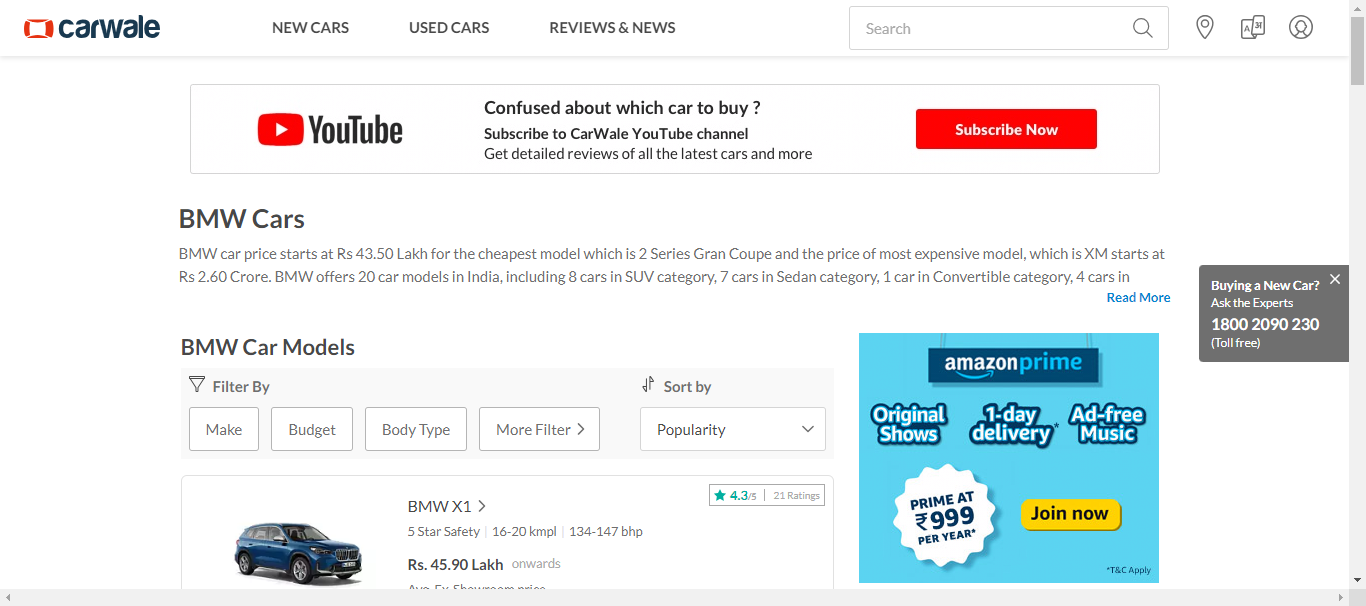 carwale
NEW CARS
USED CARS
REVIEWS & NEWS
Search
YouTube
Confused about which car to buy ?
Subscribe to CarWale YouTube channel
Get detailed reviews of all the latest cars and more
Subscribe Now
BMW Cars
BMW car price starts at Rs 43.50 Lakh for the cheapest model which is 2 Series Gran Coupe and the price of most expensive model, which is XM starts at
Rs 2.60 Crore. BMW offers 20 car models in India, including 8 cars in SUV category, 7 cars in Sedan category, 1 car in Convertible category, 4 cars in
Read More
Buying a New Car?
Ask the Experts
1800 2090 230
(Toll free)
BMW Car Models
Filter By
Sort by
Make
Budget
Body Type
More Filter
Popularity
BMW X1
4.3/5 | 21 Ratings
5 Star Safety | 16-20 kmpl | 134-147 bhp
Rs. 45.90 Lakh onwards
Avg. Ex-Showroom price
amazon prime
Original Shows
1-day delivery*
Ad-free Music
PRIME AT
₹999
PER YEAR*
Join now
*T&C Apply